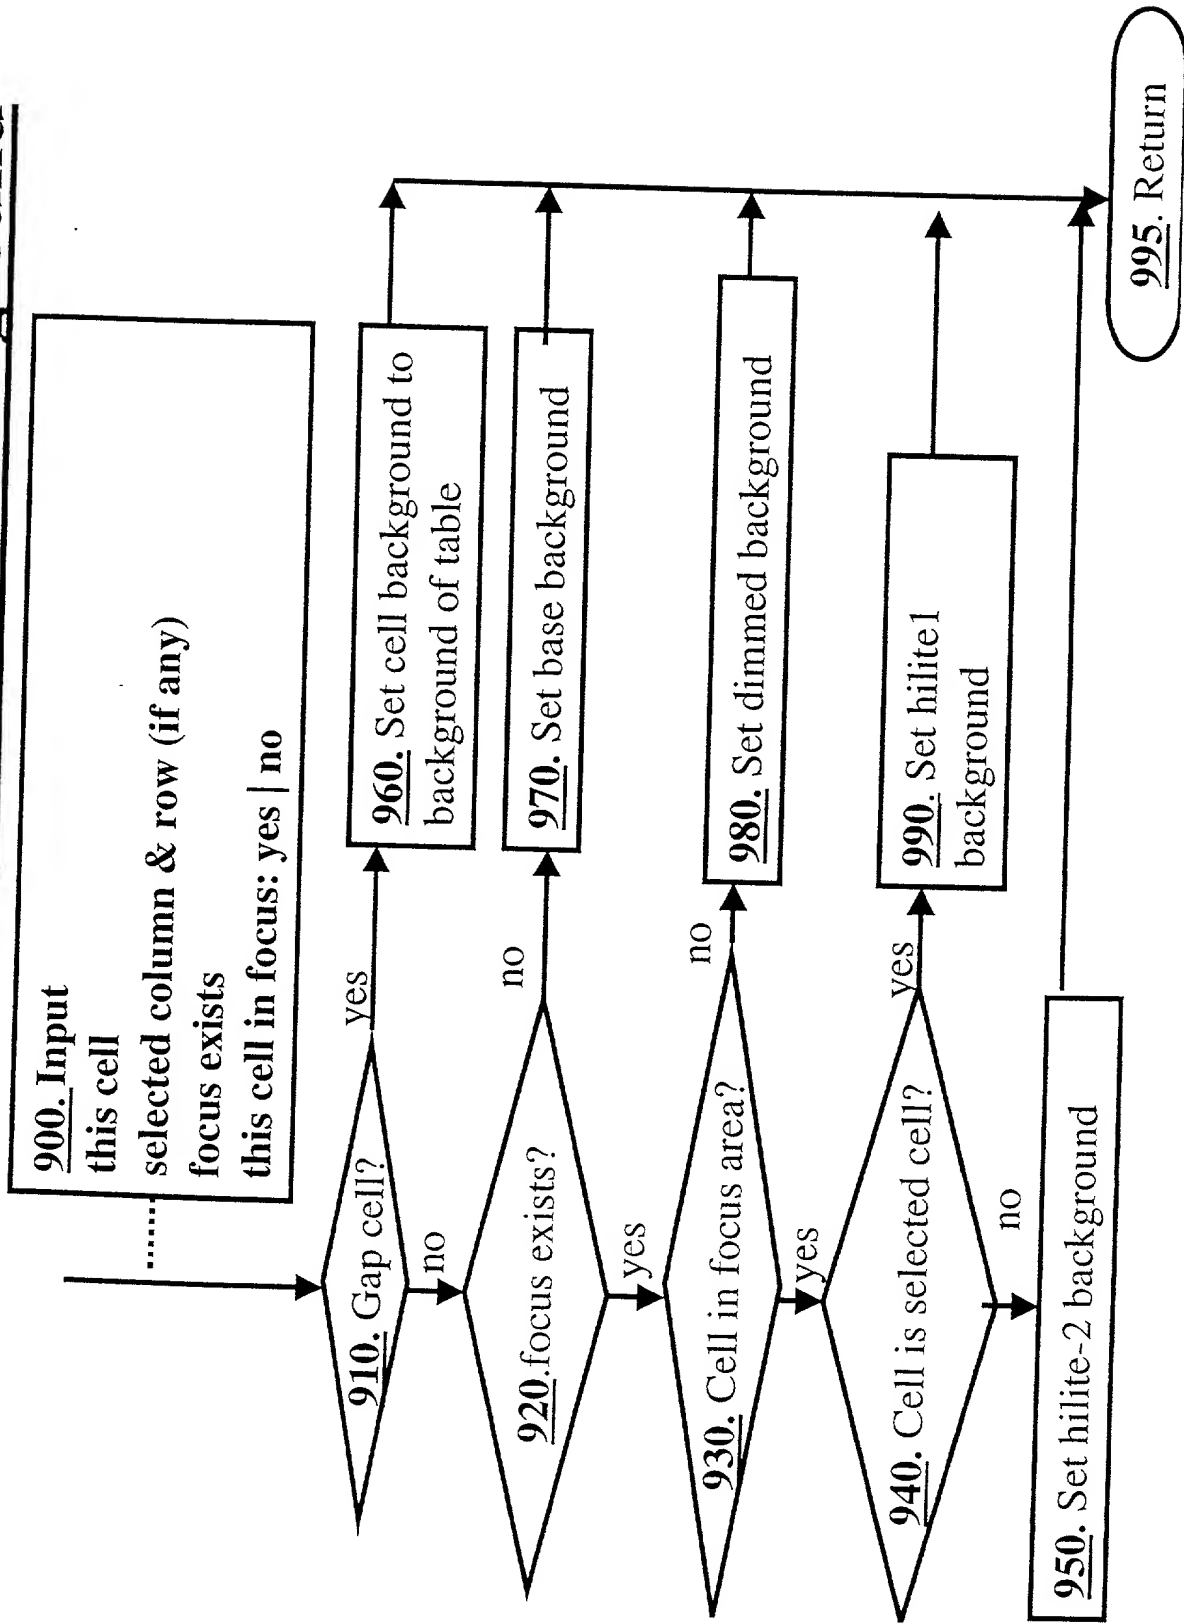 900. Input
this cell
selected column & row (if any)
focus exists
this cell in focus: yes | no
910. Gap cell?
yes
960. Set cell background to
background of table
no
920.focus exists?
no
970. Set base background
yes
930. Cell in focus area?
no
980. Set dimmed background
yes
940. Cell is selected cell?
yes
990. Set hilite1
background
no
950. Set hilite-2 background
995. Return